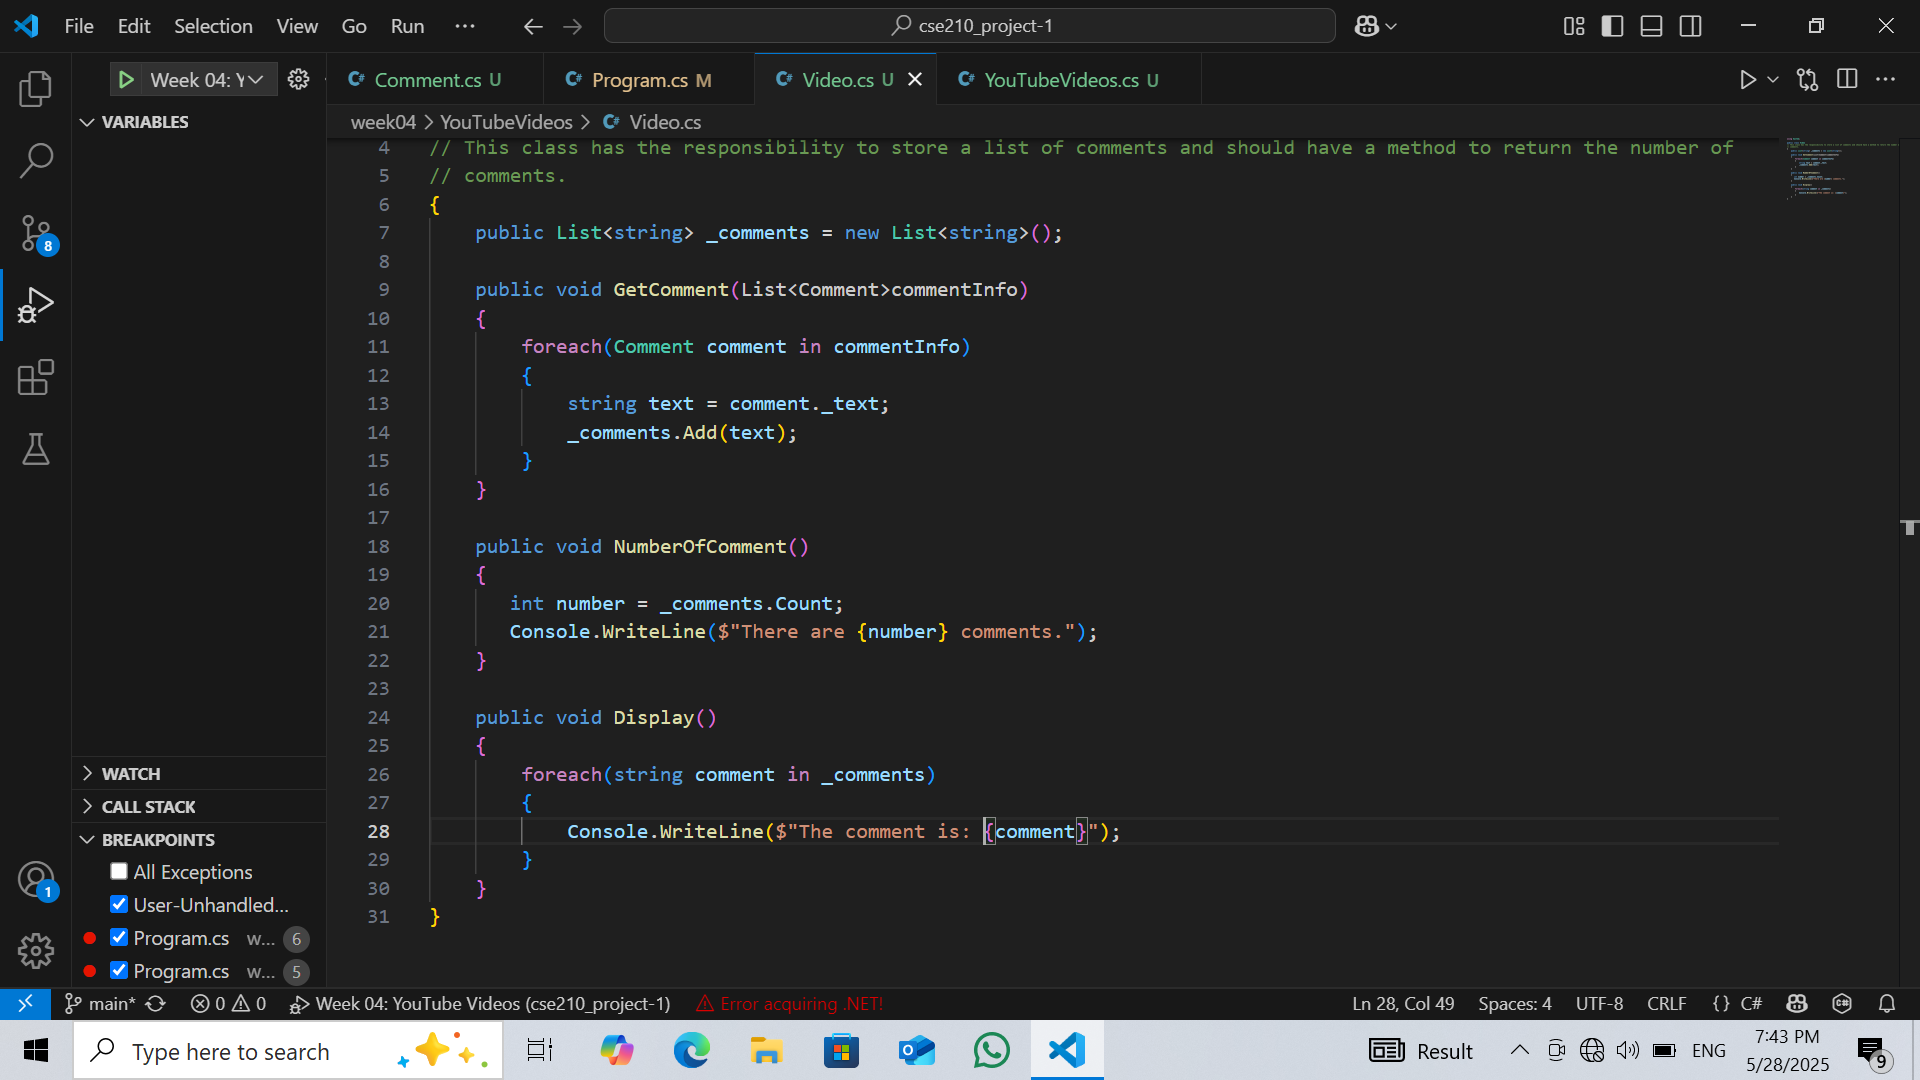 File Edit Selection View Go Run ··· cse210_project-1
Week 04: Y
Comment.cs U Program.cs M Video.cs U YouTubeVideos.cs U
VARIABLES
week04 > YouTubeVideos > Video.cs
4 // This class has the responsibility to store a list of comments and should have a method to return the number of
5 // comments.
6 {
7 public List<string> _comments = new List<string>();
8
9 public void GetComment(List<Comment>commentInfo)
10 {
11 foreach(Comment comment in commentInfo)
12 {
13 string text = comment._text;
14 _comments.Add(text);
15 }
16 }
17
18 public void NumberOfComment()
19 {
20 int number = _comments.Count;
21 Console.WriteLine($"There are {number} comments.");
22 }
23
24 public void Display()
25 {
26 foreach(string comment in _comments)
27 {
28 Console.WriteLine($"The comment is: {comment}");
29 }
30 }
31 }
8
WATCH
CALL STACK
BREAKPOINTS
All Exceptions
User-Unhandled...
Program.cs w... 6
Program.cs w... 5
1
main* 0 0 Week 04: YouTube Videos (cse210_project-1) Error acquiring .NET! Ln 28, Col 49 Spaces: 4 UTF-8 CRLF {} C#
Type here to search Result ENG 7:43 PM
5/28/2025 9